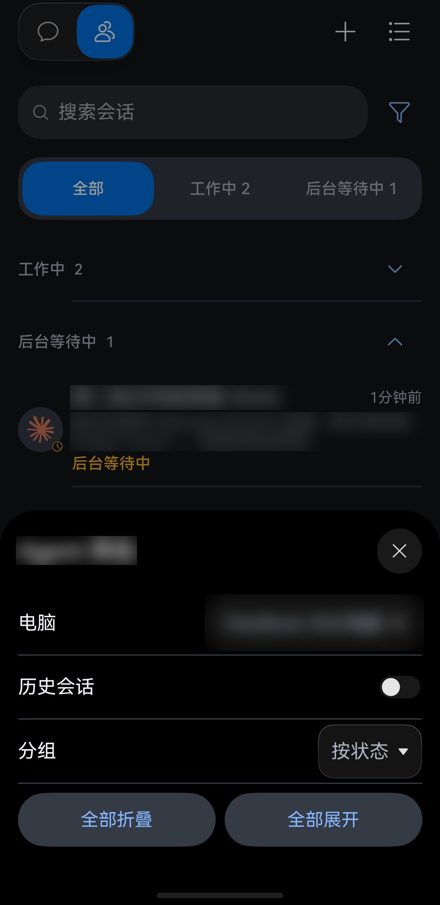 搜索会话
全部 工作中 2 后台等待中 1
工作中 2
后台等待中 1
1分钟前
后台等待中
电脑
历史会话
分组 按状态
全部折叠 全部展开